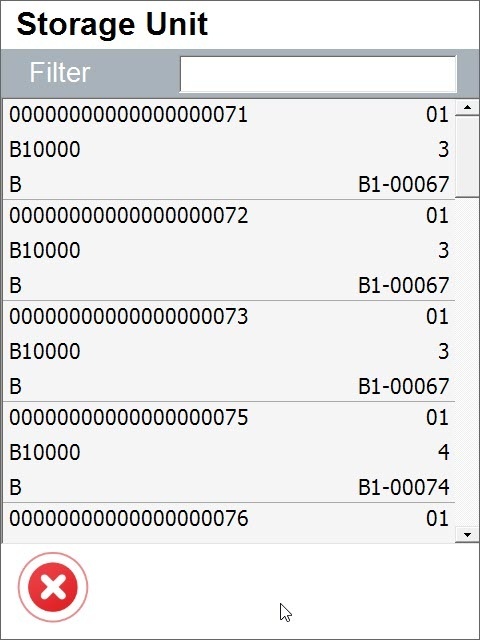 Storage Unit
Filter
00000000000000000071 01
B10000 3
B B1-00067
00000000000000000072 01
B10000 3
B B1-00067
00000000000000000073 01
B10000 3
B B1-00067
00000000000000000075 01
B10000 4
B B1-00074
00000000000000000076 01